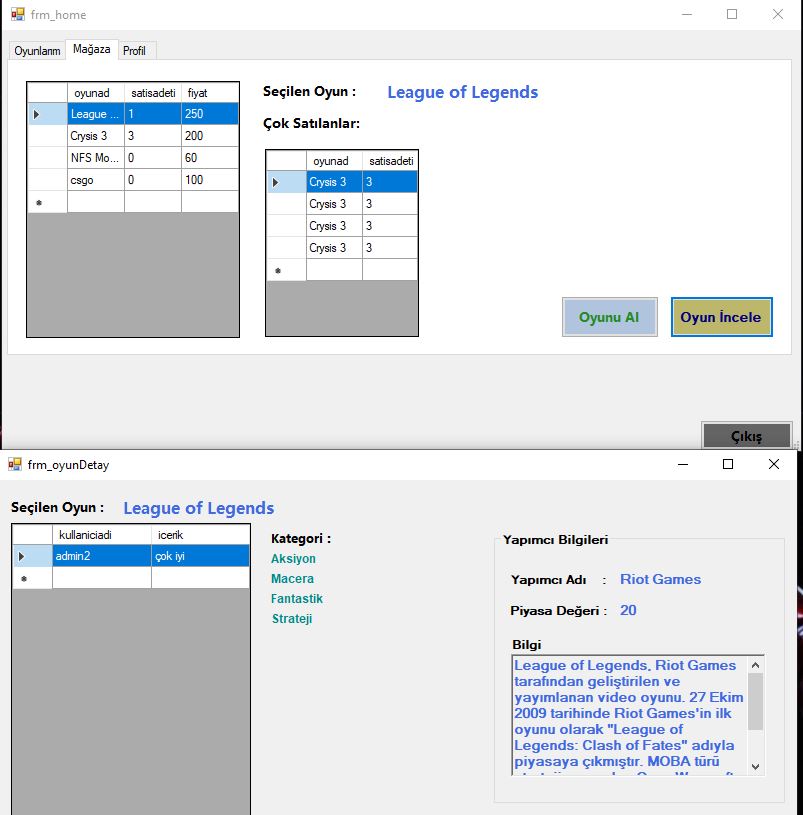 frm_home
Oyunlarım Mağaza Profil
oyunad satisadeti fiyat
League ... 1 250
Crysis 3 3 200
NFS Mo... 0 60
csgo 0 100
Seçilen Oyun : League of Legends
Çok Satılanlar:
oyunad satisadeti
Crysis 3 3
Crysis 3 3
Crysis 3 3
Crysis 3 3
Oyunu Al Oyun İncele
Çıkış
frm_oyunDetay
Seçilen Oyun : League of Legends
kullaniciadi icerik
admin2 çok iyi
Kategori :
Aksiyon
Macera
Fantastik
Strateji
Yapımcı Bilgileri
Yapımcı Adı : Riot Games
Piyasa Değeri : 20
Bilgi
League of Legends, Riot Games
tarafından geliştirilen ve
yayımlanan video oyunu. 27 Ekim
2009 tarihinde Riot Games'in ilk
oyunu olarak "League of
Legends: Clash of Fates" adıyla
piyasaya çıkmıştır. MOBA türü